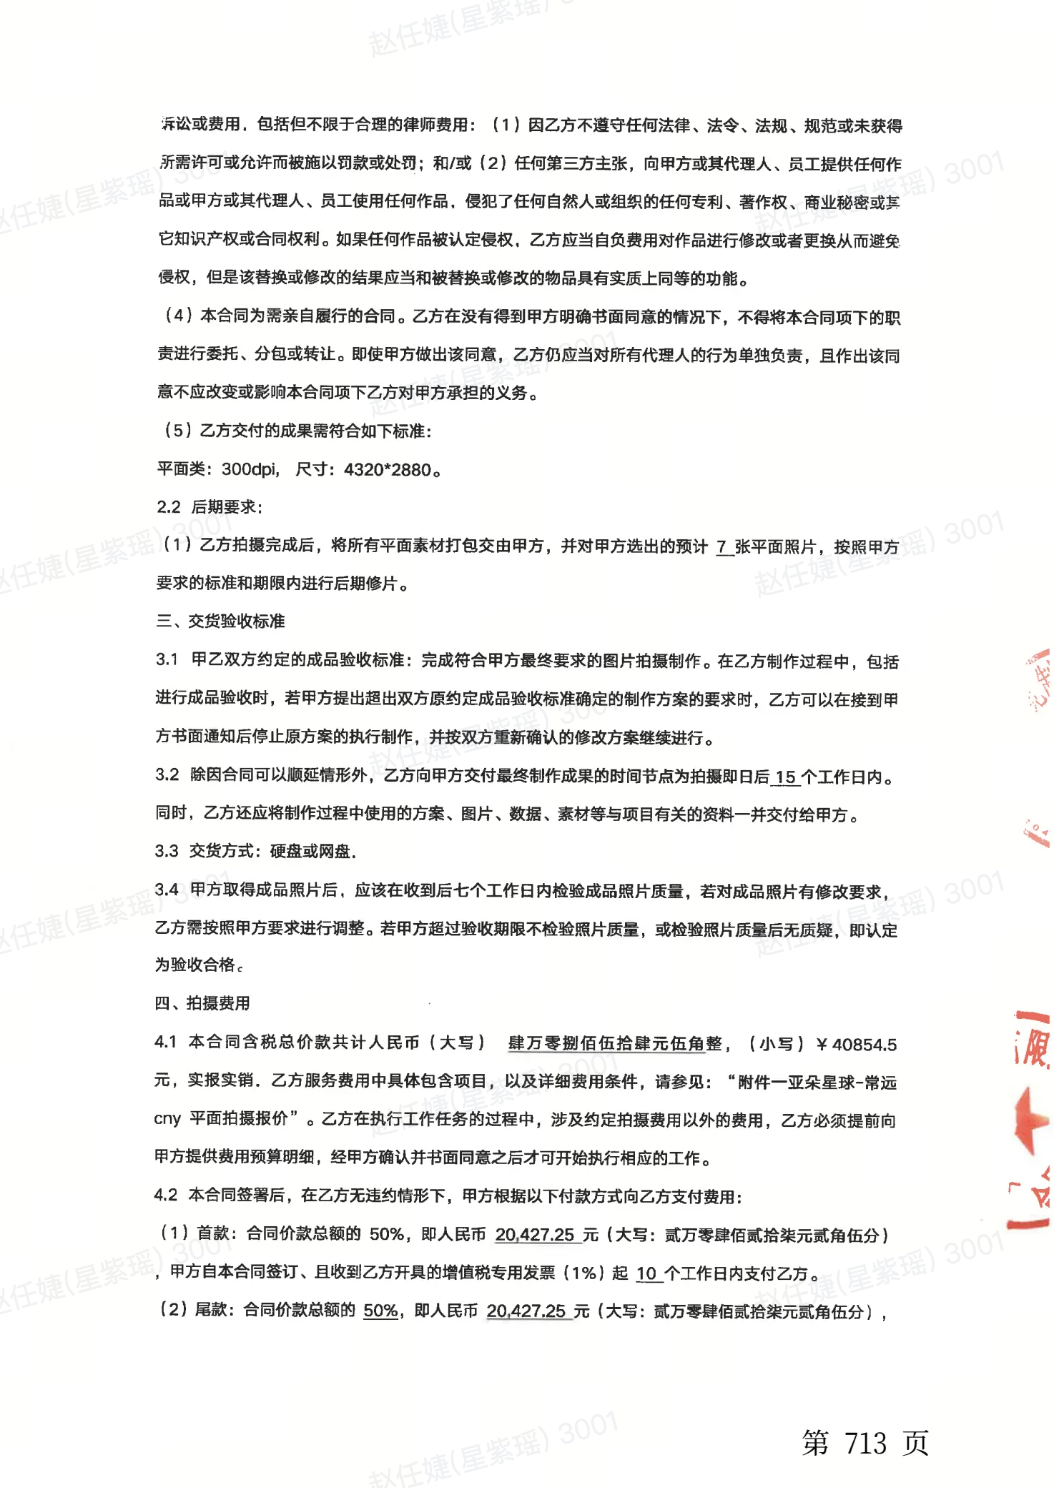 赵任婕(星紫瑶) 3001
诉讼或费用，包括但不限于合理的律师费用：（1）因乙方不遵守任何法律、法令、法规、规范或未获得
所需许可或允许而被施以罚款或处罚；和/或（2）任何第三方主张，向甲方或其代理人、员工提供任何作
品或甲方或其代理人、员工使用任何作品，侵犯了任何自然人或组织的任何专利、著作权、商业秘密或其
它知识产权或合同权利。如果任何作品被认定侵权，乙方应当自负费用对作品进行修改或者更换从而避免
侵权，但是该替换或修改的结果应当和被替换或修改的物品具有实质上同等的功能。
（4）本合同为需亲自履行的合同。乙方在没有得到甲方明确书面同意的情况下，不得将本合同项下的职
责进行委托、分包或转让。即使甲方做出该同意，乙方仍应当对所有代理人的行为单独负责，且作出该同
意不应改变或影响本合同项下乙方对甲方承担的义务。
（5）乙方交付的成果需符合如下标准：
平面类：300dpi， 尺寸：4320*2880。
2.2 后期要求：
（1）乙方拍摄完成后，将所有平面素材打包交由甲方，并对甲方选出的预计 7 张平面照片，按照甲方
要求的标准和期限内进行后期修片。
三、交货验收标准
3.1 甲乙双方约定的成品验收标准：完成符合甲方最终要求的图片拍摄制作。在乙方制作过程中，包括
进行成品验收时，若甲方提出超出双方原约定成品验收标准确定的制作方案的要求时，乙方可以在接到甲
方书面通知后停止原方案的执行制作，并按双方重新确认的修改方案继续进行。
3.2 除因合同可以顺延情形外，乙方向甲方交付最终制作成果的时间节点为拍摄即日后 15 个工作日内。
同时，乙方还应将制作过程中使用的方案、图片、数据、素材等与项目有关的资料一并交付给甲方。
3.3 交货方式：硬盘或网盘.
3.4 甲方取得成品照片后，应该在收到后七个工作日内检验成品照片质量，若对成品照片有修改要求，
乙方需按照甲方要求进行调整。若甲方超过验收期限不检验照片质量，或检验照片质量后无质疑，即认定
为验收合格。
四、拍摄费用
4.1 本合同含税总价款共计人民币（大写） 肆万零捌佰伍拾肆元伍角整，（小写）￥40854.5
元，实报实销．乙方服务费用中具体包含项目，以及详细费用条件，请参见：“附件一亚朵星球-常远
cny 平面拍摄报价”。乙方在执行工作任务的过程中，涉及约定拍摄费用以外的费用，乙方必须提前向
甲方提供费用预算明细，经甲方确认并书面同意之后才可开始执行相应的工作。
4.2 本合同签署后，在乙方无违约情形下，甲方根据以下付款方式向乙方支付费用：
（1）首款：合同价款总额的 50%，即人民币 20,427.25 元（大写：贰万零肆佰贰拾柒元贰角伍分）
，甲方自本合同签订、且收到乙方开具的增值税专用发票（1%）起 10 个工作日内支付乙方。
（2）尾款：合同价款总额的 50%，即人民币 20,427.25 元（大写：贰万零肆佰贰拾柒元贰角伍分），
第 713 页